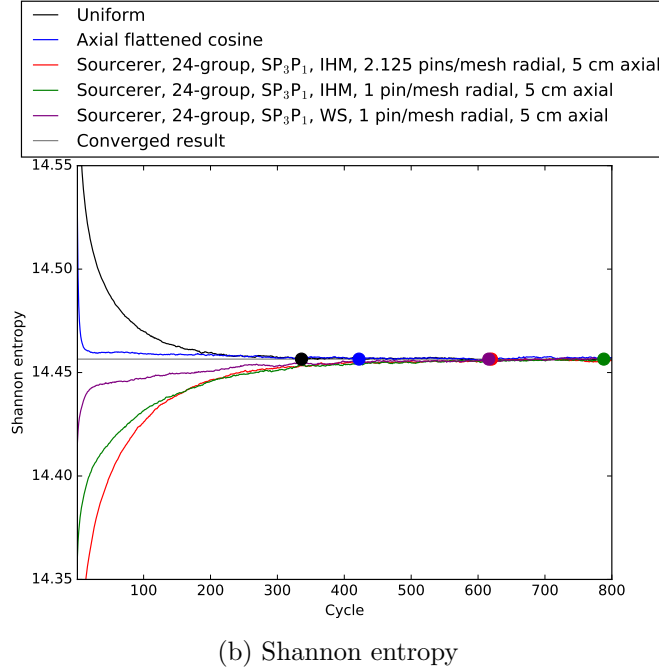 Uniform
Axial flattened cosine
Sourcerer, 24-group, SP₃P₁, IHM, 2.125 pins/mesh radial, 5 cm axial
Sourcerer, 24-group, SP₃P₁, IHM, 1 pin/mesh radial, 5 cm axial
Sourcerer, 24-group, SP₃P₁, WS, 1 pin/mesh radial, 5 cm axial
Converged result
14.55
14.50
14.45
14.40
14.35
Shannon entropy
100 200 300 400 500 600 700 800
Cycle
(b) Shannon entropy